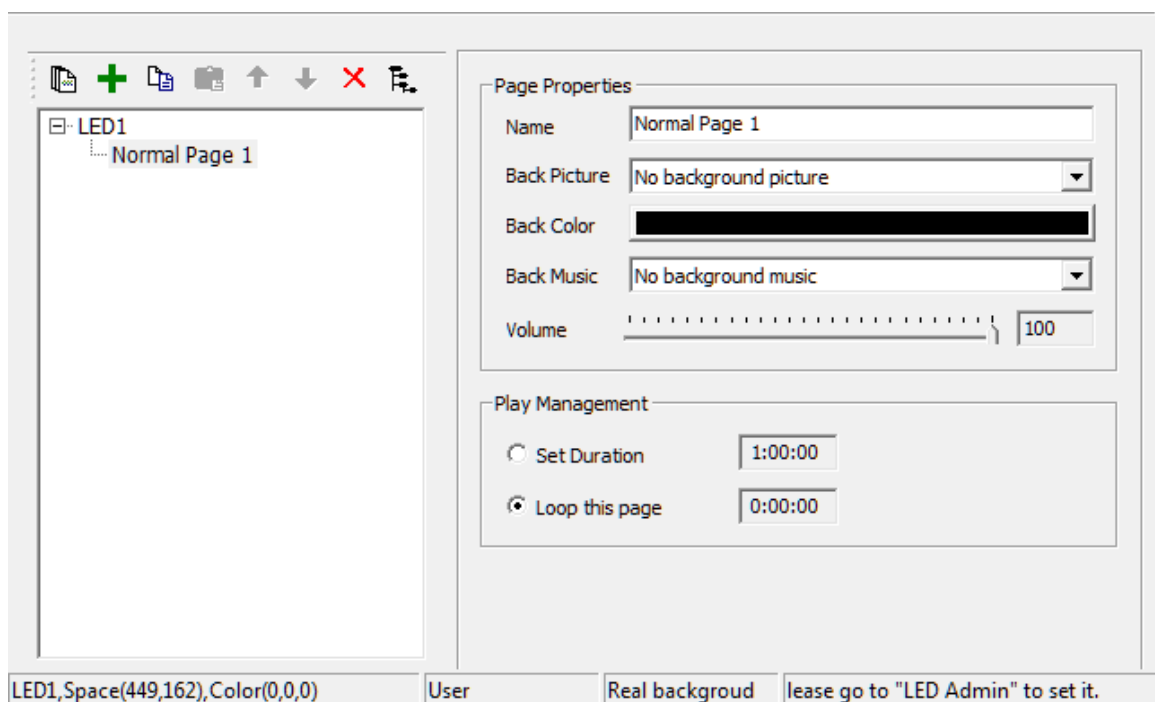 LED1
Normal Page 1
Page Properties
Name Normal Page 1
Back Picture No background picture
Back Color
Back Music No background music
Volume 100
Play Management
Set Duration 1:00:00
Loop this page 0:00:00
LED1,Space(449,162),Color(0,0,0) User Real backgroud lease go to "LED Admin" to set it.